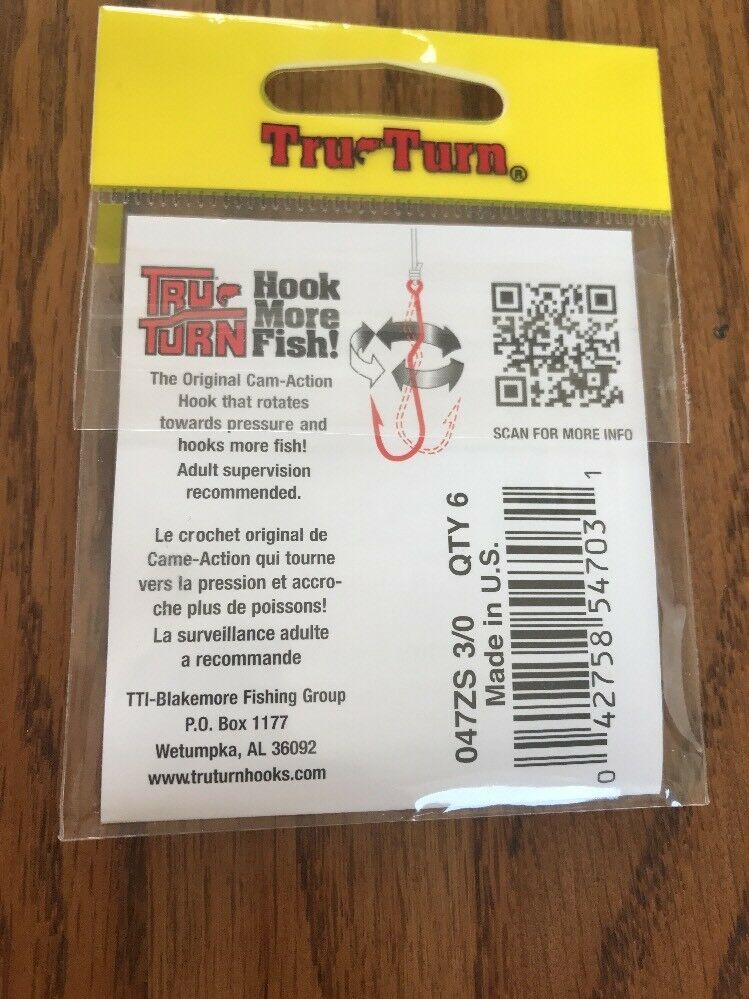 Tru-Turn®
TRU-TURN
Hook
More
Fish!
The Original Cam-Action
Hook that rotates
towards pressure and
hooks more fish!
Adult supervision
recommended.
Le crochet original de
Came-Action qui tourne
vers la pression et accro-
che plus de poissons!
La surveillance adulte
a recommande
TTI-Blakemore Fishing Group
P.O. Box 1177
Wetumpka, AL 36092
www.truturnhooks.com
SCAN FOR MORE INFO
047ZS 3/0 QTY 6
Made in U.S.
0 42758 54703 1